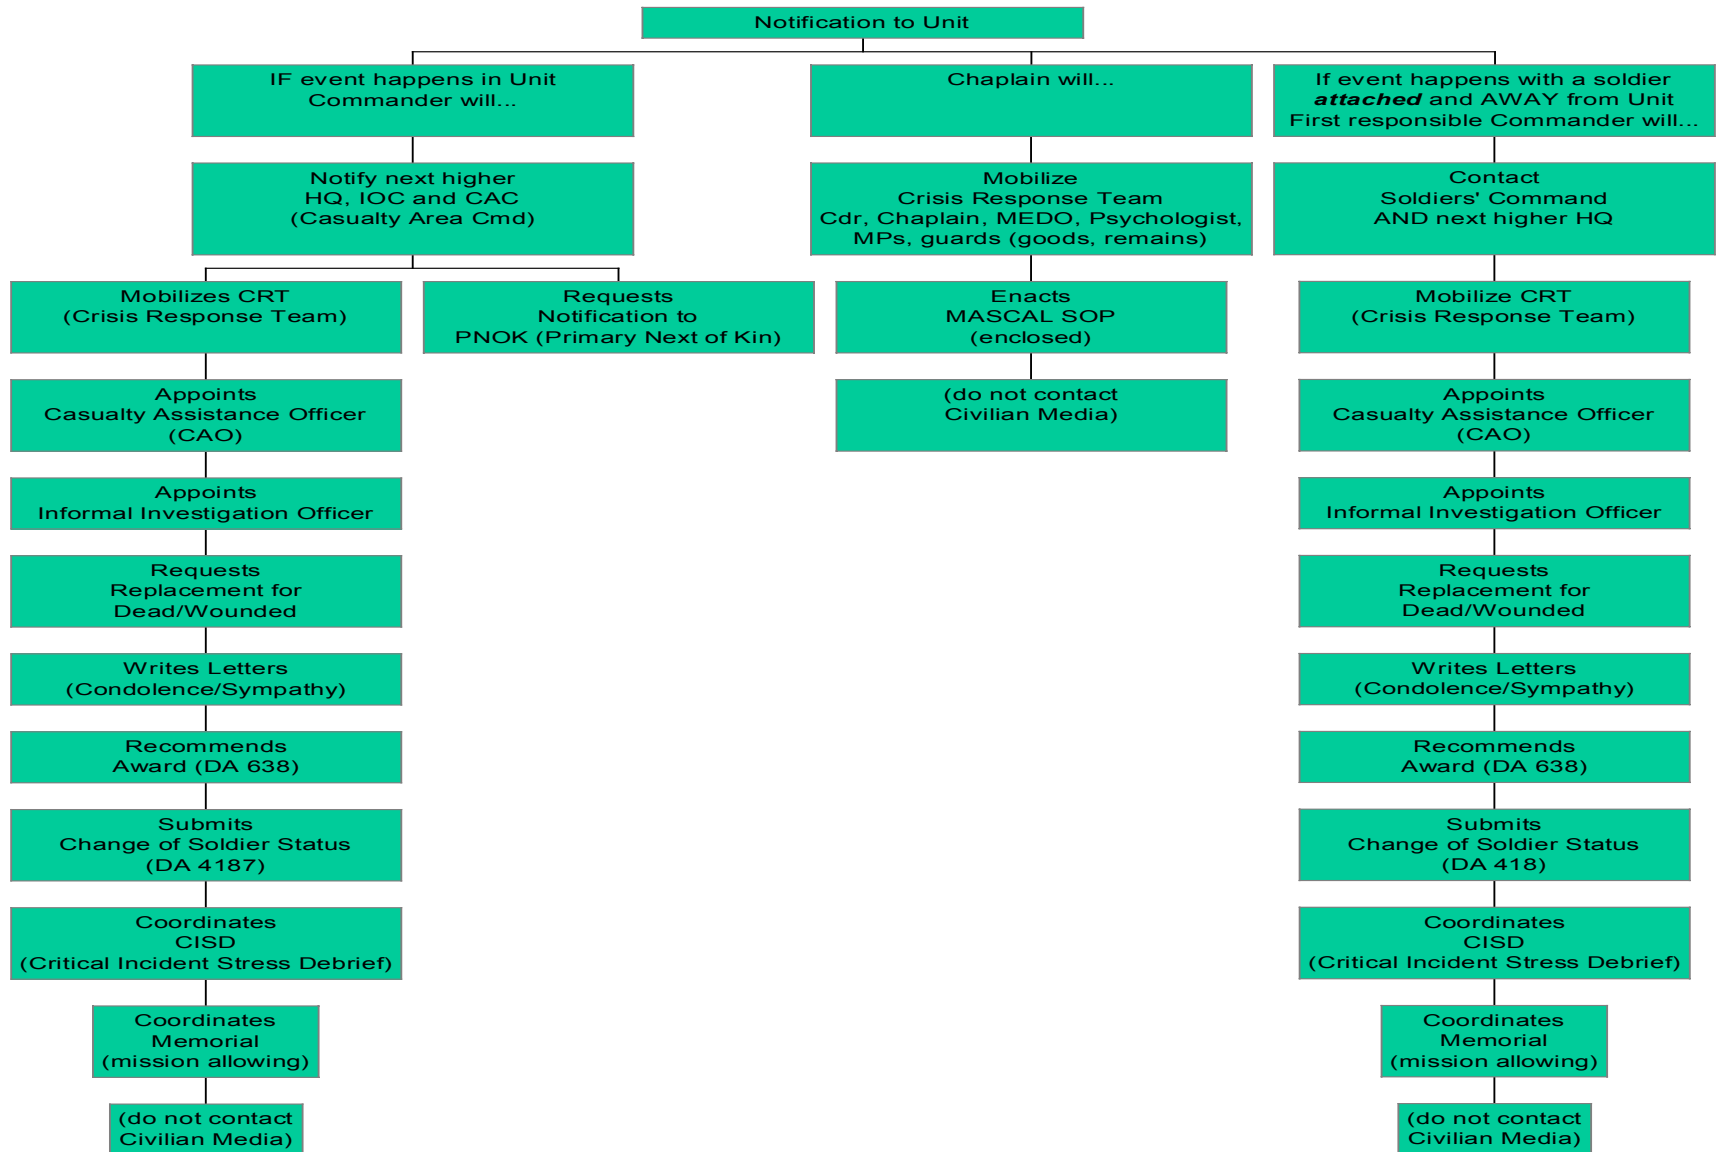 Notification to Unit
IF event happens in Unit
Commander will...
Chaplain will...
If event happens with a soldier
attached and AWAY from Unit
First responsible Commander will...
Notify next higher
HQ, IOC and CAC
(Casualty Area Cmd)
Mobilize
Crisis Response Team
Cdr, Chaplain, MEDO, Psychologist,
MPs, guards (goods, remains)
Contact
Soldiers' Command
AND next higher HQ
Mobilizes CRT
(Crisis Response Team)
Requests
Notification to
PNOK (Primary Next of Kin)
Enacts
MASCAL SOP
(enclosed)
Mobilize CRT
(Crisis Response Team)
Appoints
Casualty Assistance Officer
(CAO)
(do not contact
Civilian Media)
Appoints
Casualty Assistance Officer
(CAO)
Appoints
Informal Investigation Officer
Appoints
Informal Investigation Officer
Requests
Replacement for
Dead/Wounded
Requests
Replacement for
Dead/Wounded
Writes Letters
(Condolence/Sympathy)
Writes Letters
(Condolence/Sympathy)
Recommends
Award (DA 638)
Recommends
Award (DA 638)
Submits
Change of Soldier Status
(DA 4187)
Submits
Change of Soldier Status
(DA 418)
Coordinates
CISD
(Critical Incident Stress Debrief)
Coordinates
CISD
(Critical Incident Stress Debrief)
Coordinates
Memorial
(mission allowing)
Coordinates
Memorial
(mission allowing)
(do not contact
Civilian Media)
(do not contact
Civilian Media)